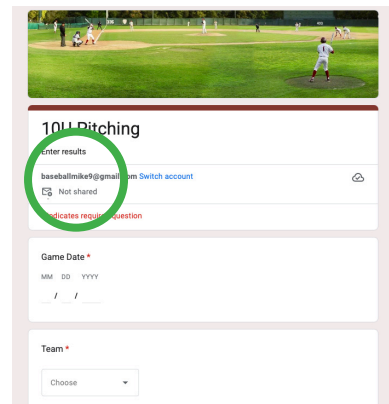 10U Pitching
Enter results
baseballmike9@gmail.com Switch account
Not shared
indicates required question
Game Date *
MM DD YYYY
/ /
Team *
Choose